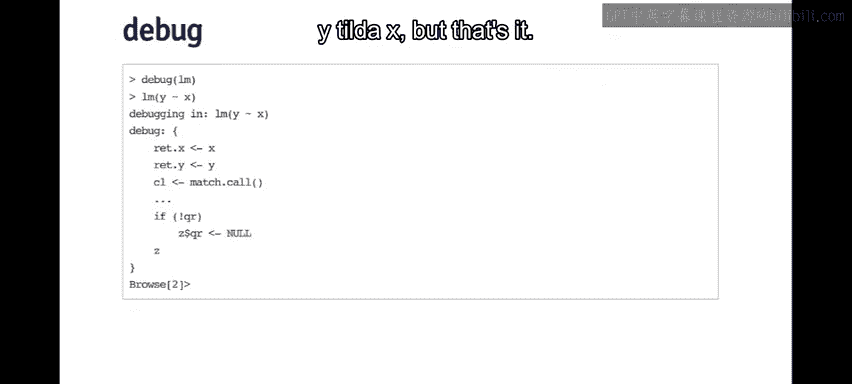 debug
y tilda x, but that's it.
> debug(lm)
> lm(y ~ x)
debugging in: lm(y ~ x)
debug: {
    ret.x <- x
    ret.y <- y
    cl <- match.call()
    ...
    if (!qr)
        z$qr <- NULL
    z
}
Browse[2]>